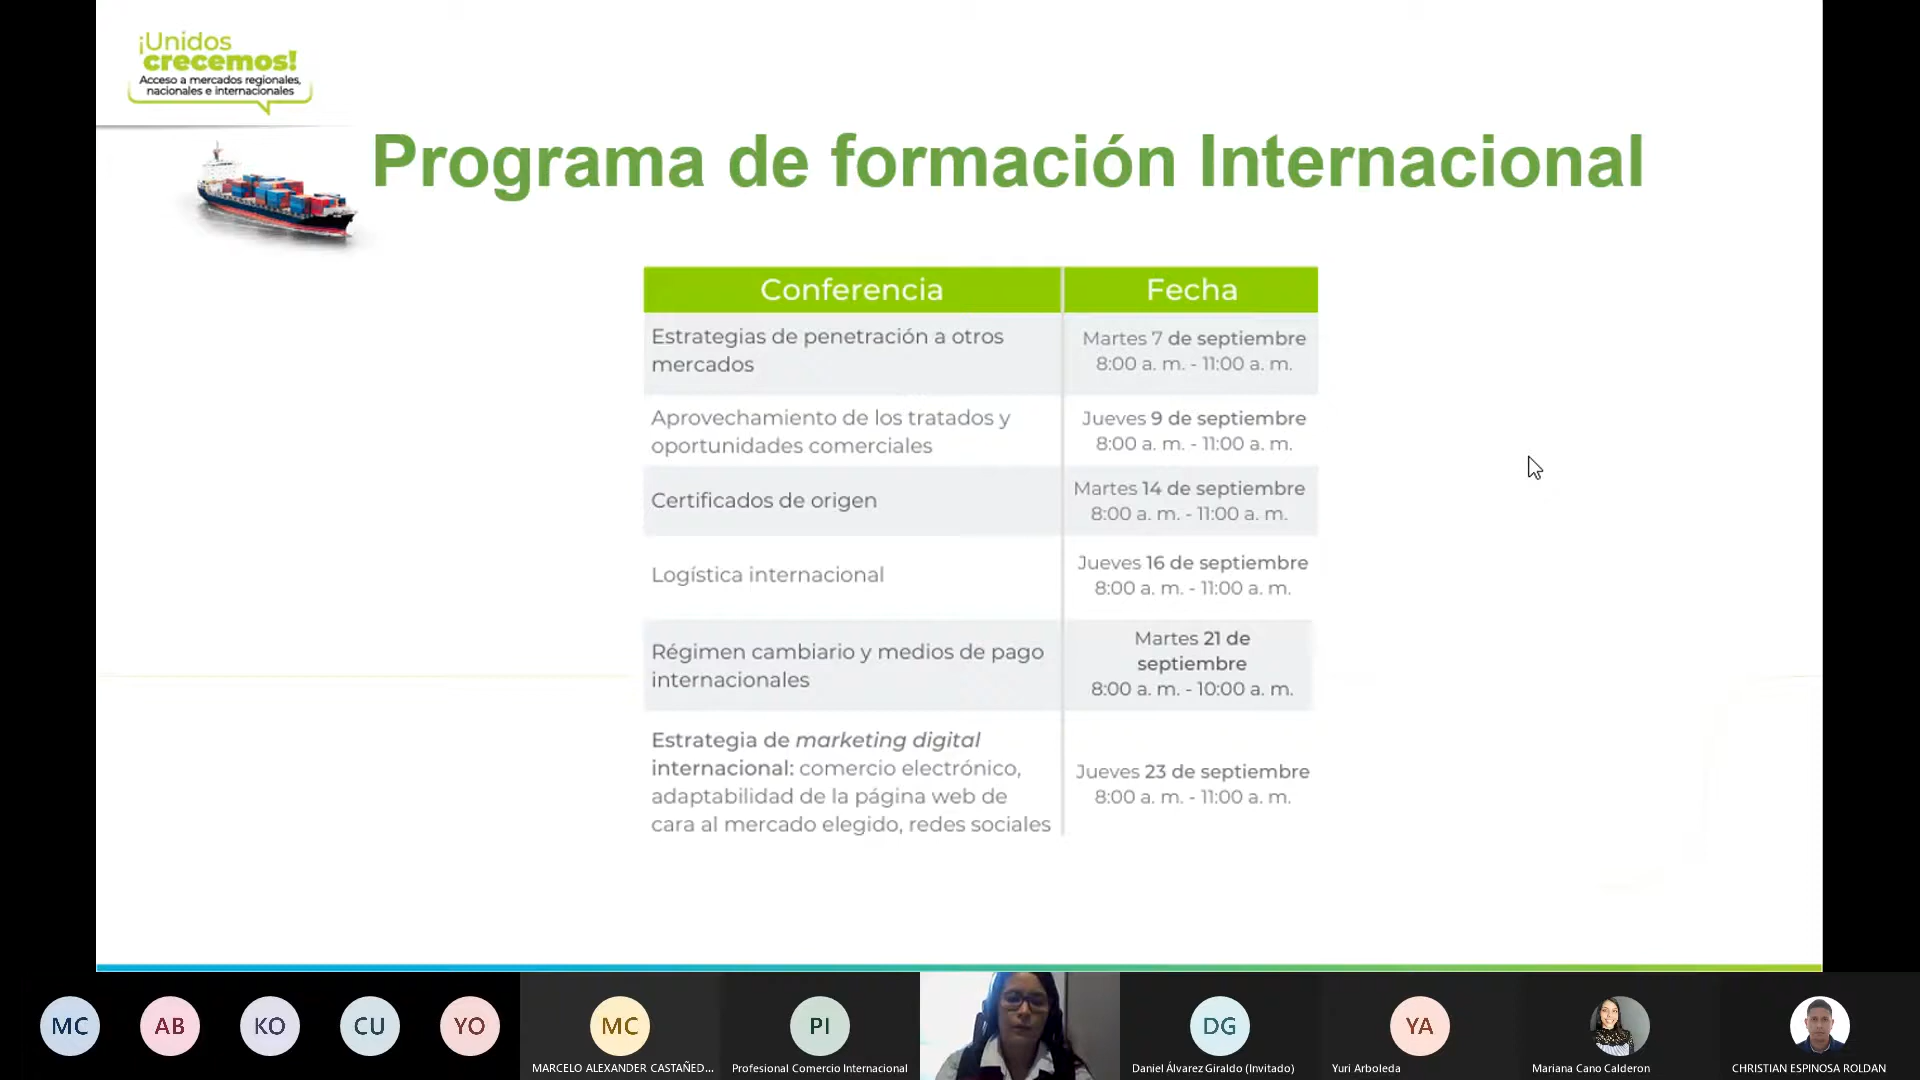 ¡Unidos
crecemos!
Acceso a mercados regionales,
nacionales e internacionales
Programa de formación Internacional
Conferencia
Fecha
Estrategias de penetración a otros
mercados
Martes 7 de septiembre
8:00 a. m. - 11:00 a. m.
Aprovechamiento de los tratados y
oportunidades comerciales
Jueves 9 de septiembre
8:00 a. m. - 11:00 a. m.
Certificados de origen
Martes 14 de septiembre
8:00 a. m. - 11:00 a. m.
Logística internacional
Jueves 16 de septiembre
8:00 a. m. - 11:00 a. m.
Régimen cambiario y medios de pago
internacionales
Martes 21 de
septiembre
8:00 a. m. - 10:00 a. m.
Estrategia de marketing digital
internacional: comercio electrónico,
adaptabilidad de la página web de
cara al mercado elegido, redes sociales
Jueves 23 de septiembre
8:00 a. m. - 11:00 a. m.
MC
AB
KO
CU
YO
MC
PI
DG
YA
MARCELO ALEXANDER CASTAÑED...
Profesional Comercio Internacional
Daniel Álvarez Giraldo (Invitado)
Yuri Arboleda
Mariana Cano Calderon
CHRISTIAN ESPINOSA ROLDAN